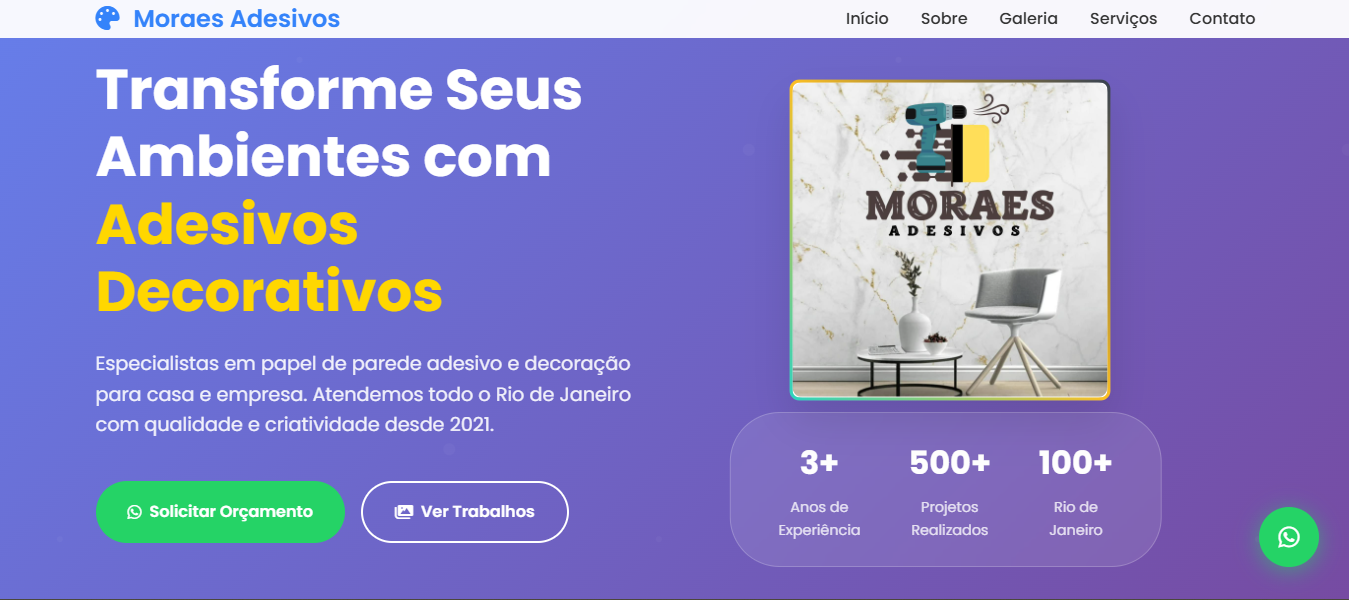 Moraes Adesivos
Início Sobre Galeria Serviços Contato
Transforme Seus
Ambientes com
Adesivos
Decorativos
Especialistas em papel de parede adesivo e decoração
para casa e empresa. Atendemos todo o Rio de Janeiro
com qualidade e criatividade desde 2021.
Solicitar Orçamento
Ver Trabalhos
MORAES
ADESIVOS
3+ 500+ 100+
Anos de Projetos Rio de
Experiência Realizados Janeiro